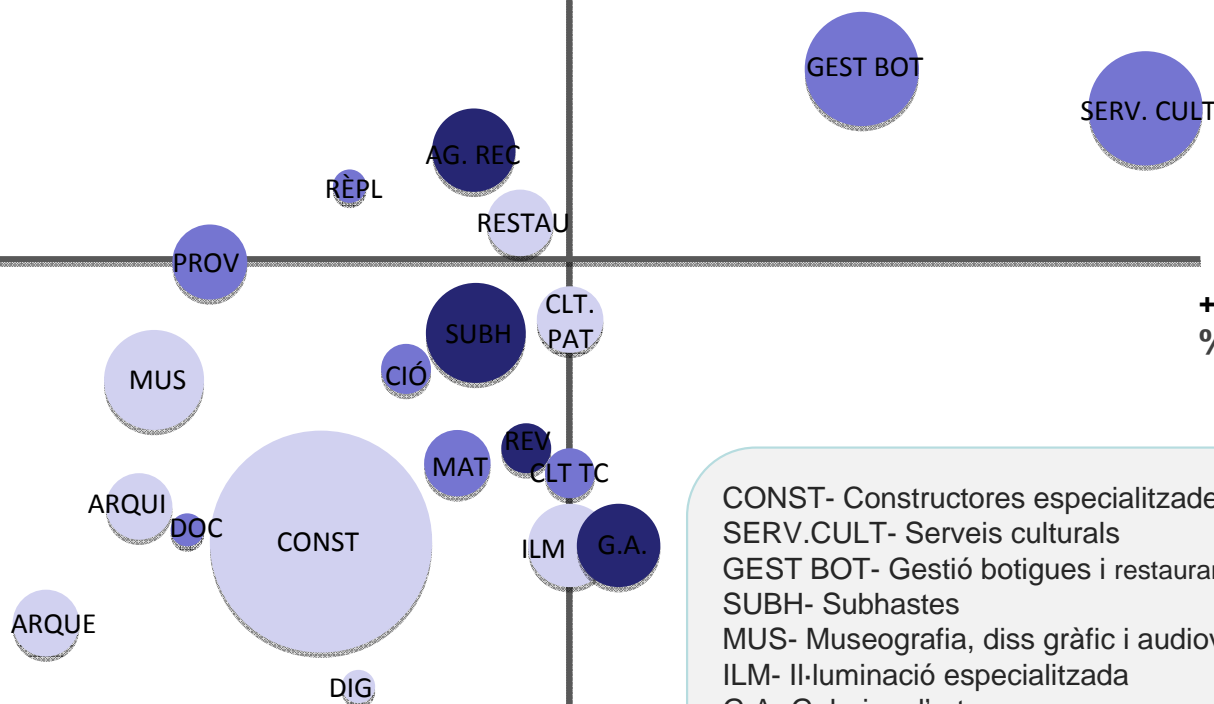 GEST BOT
SERV. CULT
AG. REC
RÈPL
RESTAU
PROV
CLT.
PAT
+
%
SUBH
CIÓ
MUS
REV
MAT
CLT TC
ARQUI
DOC
CONST
ILM
G.A.
ARQUE
DIG
CONST- Constructores especialitzade
SERV.CULT- Serveis culturals
GEST BOT- Gestió botigues i restaurar
SUBH- Subhastes
MUS- Museografia, diss gràfic i audiov
ILM- Il·luminació especialitzada